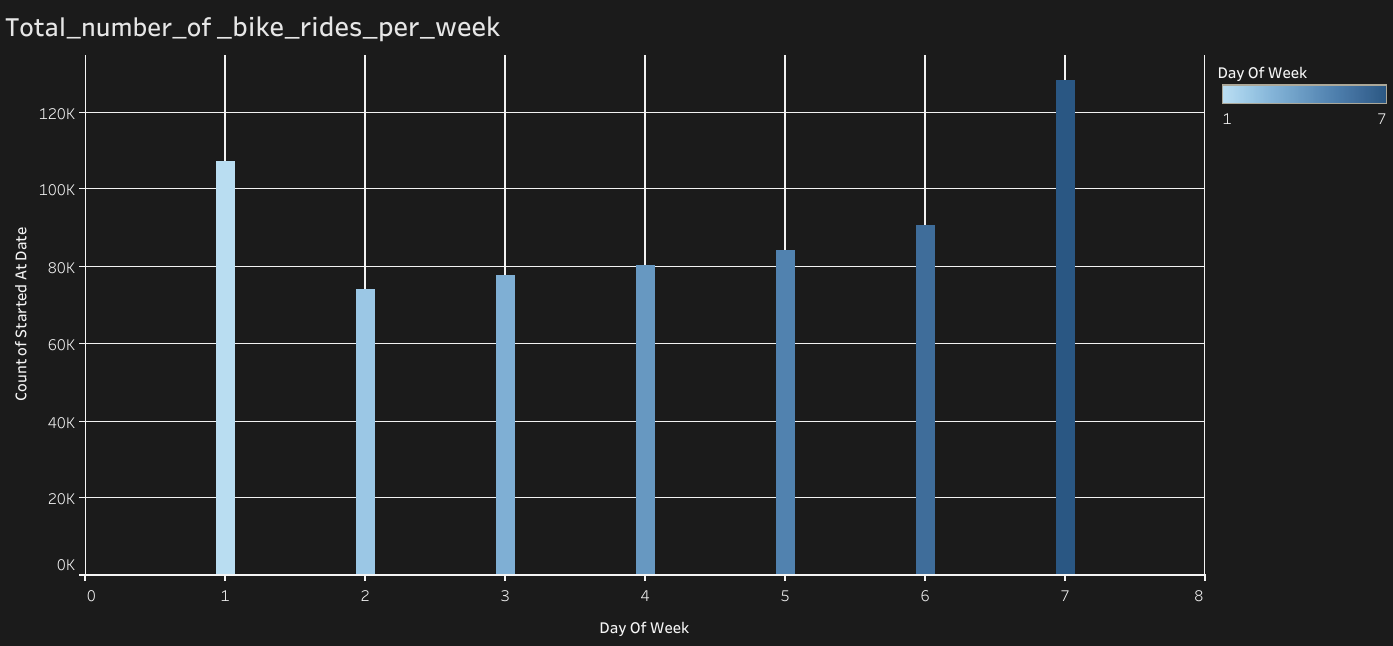 Total_number_of _bike_rides_per_week
Day Of Week
1 7
120K
100K
80K
60K
40K
20K
0K
Count of Started At Date
0 1 2 3 4 5 6 7 8
Day Of Week